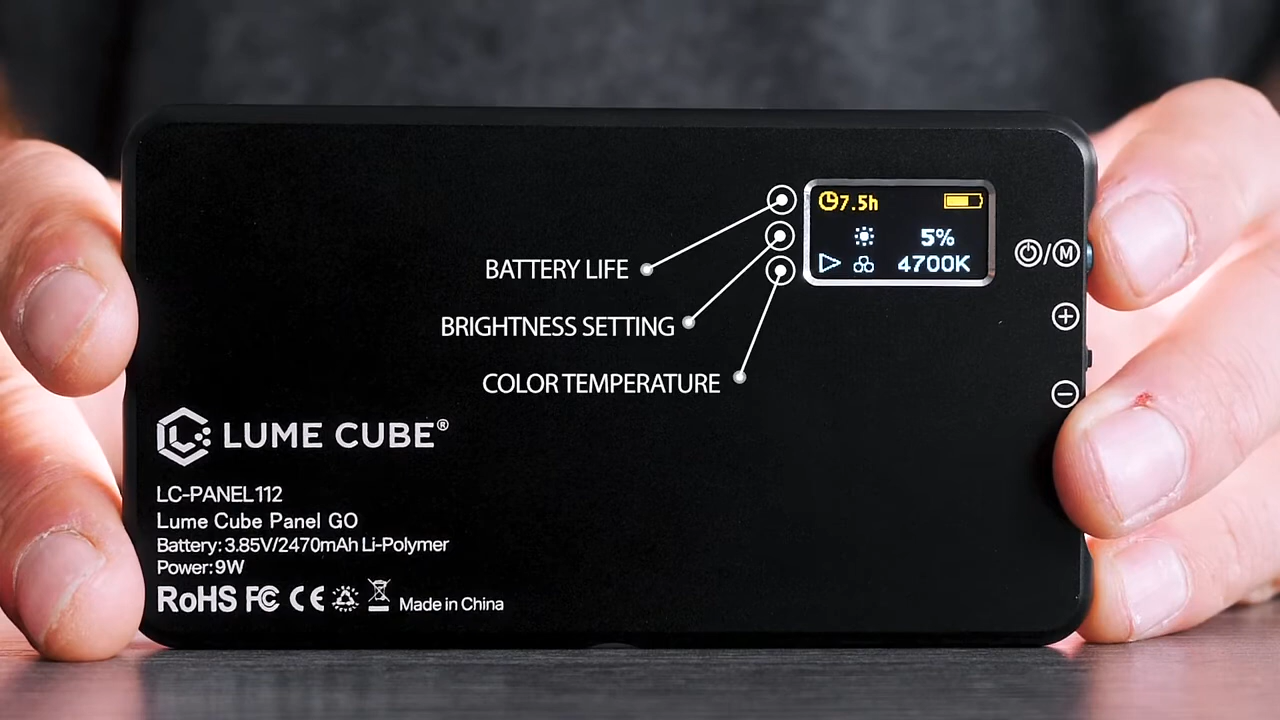 7.5h
5%
4700K
/M
BATTERY LIFE
BRIGHTNESS SETTING
COLOR TEMPERATURE
LUME CUBE®
LC-PANEL112
Lume Cube Panel GO
Battery: 3.85V/2470mAh Li-Polymer
Power:9W
RoHS FC CE Made in China